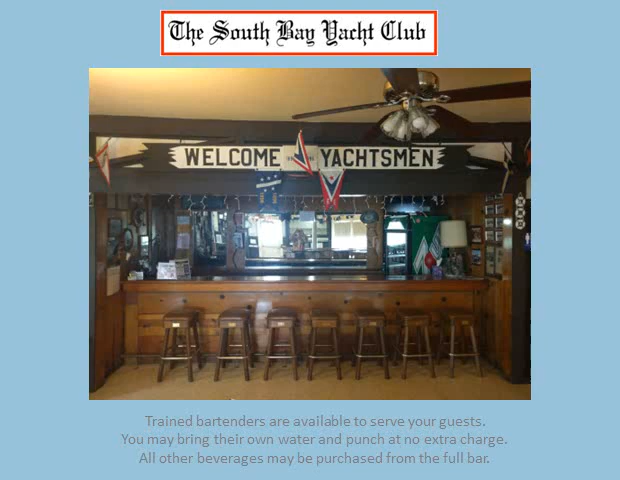 The South Bay Yacht Club
WELCOME YACHTSMEN
Trained bartenders are available to serve your guests.
You may bring their own water and punch at no extra charge.
All other beverages may be purchased from the full bar.